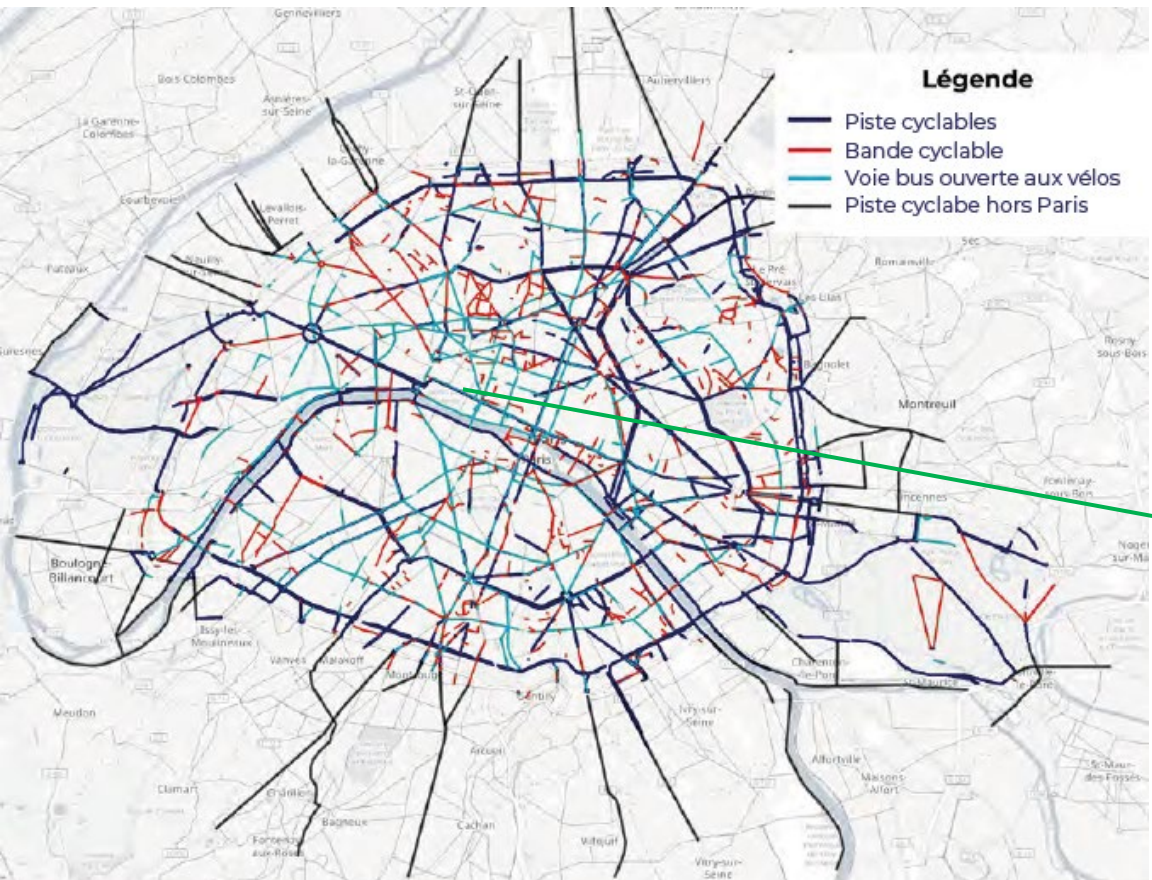 Gennevilliers
Légende
Piste cyclables
Bande cyclable
Voie bus ouverte aux vélos
Piste cyclabe hors Paris
Bois-Colombes
Aubervilliers
St-Ouen-
sur-Seine
Asnières-
sur-Seine
La Garenne-
Colombes
Clichy-
la-Garenne
Courbevoie
Levallois-
Perret
Neuilly-
sur-Seine
Puteaux
Romainville
Le Pré
St-Gervais
Les Lilas
Suresnes
Rosny-
sous-Bois
Bagnolet
Montreuil
Paris
Vincennes
Fontenay-
sous-Bois
Boulogne-
Billancourt
Issy-les-
Moulineaux
Vanves
Malakoff
Montrouge
Gentilly
Charenton-
le-Pont
St-Maurice
Ivry-sur-
Seine
Meudon
Arcueil
Alfortville
Maisons-
Alfort
St-Maur-
des-Fossés
Clamart
Châtillon
Bagneux
Cachan
Villejuif
Fontenay-
aux-Roses
Vitry-sur-
Seine